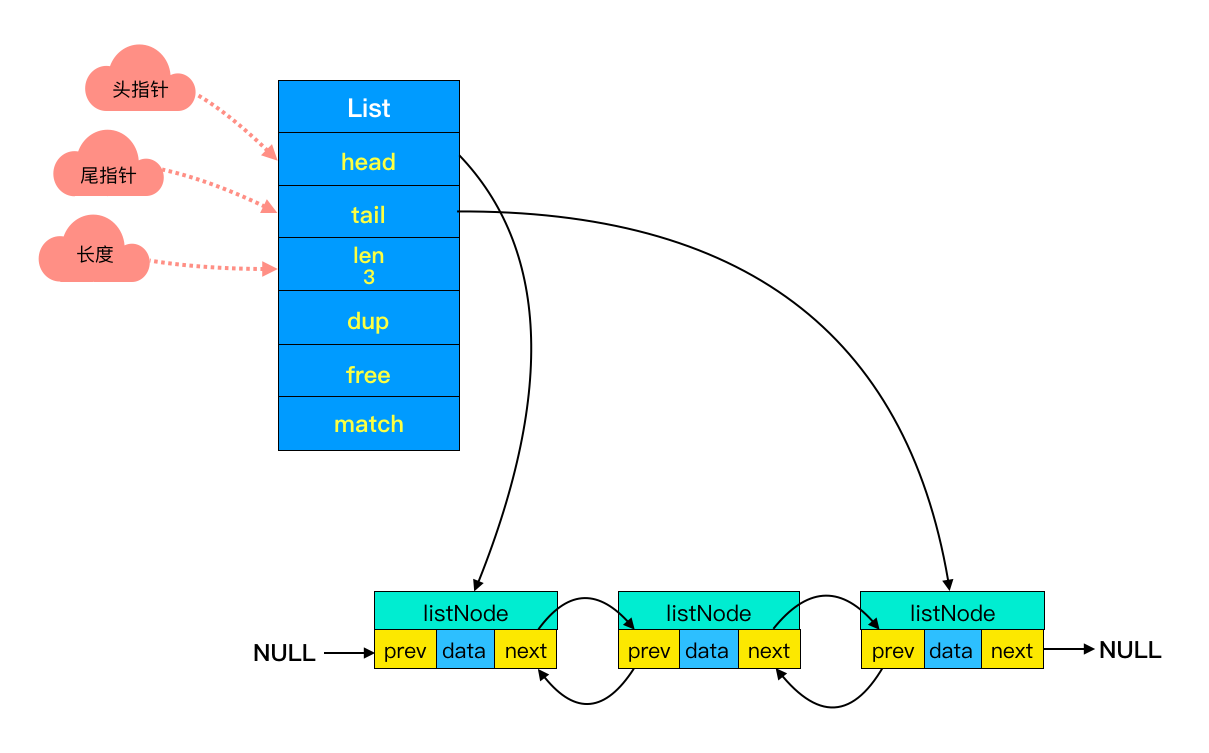 头指针
尾指针
长度
List
head
tail
len
3
dup
free
match
listNode
prev data next
listNode
prev data next
listNode
prev data next
NULL
NULL